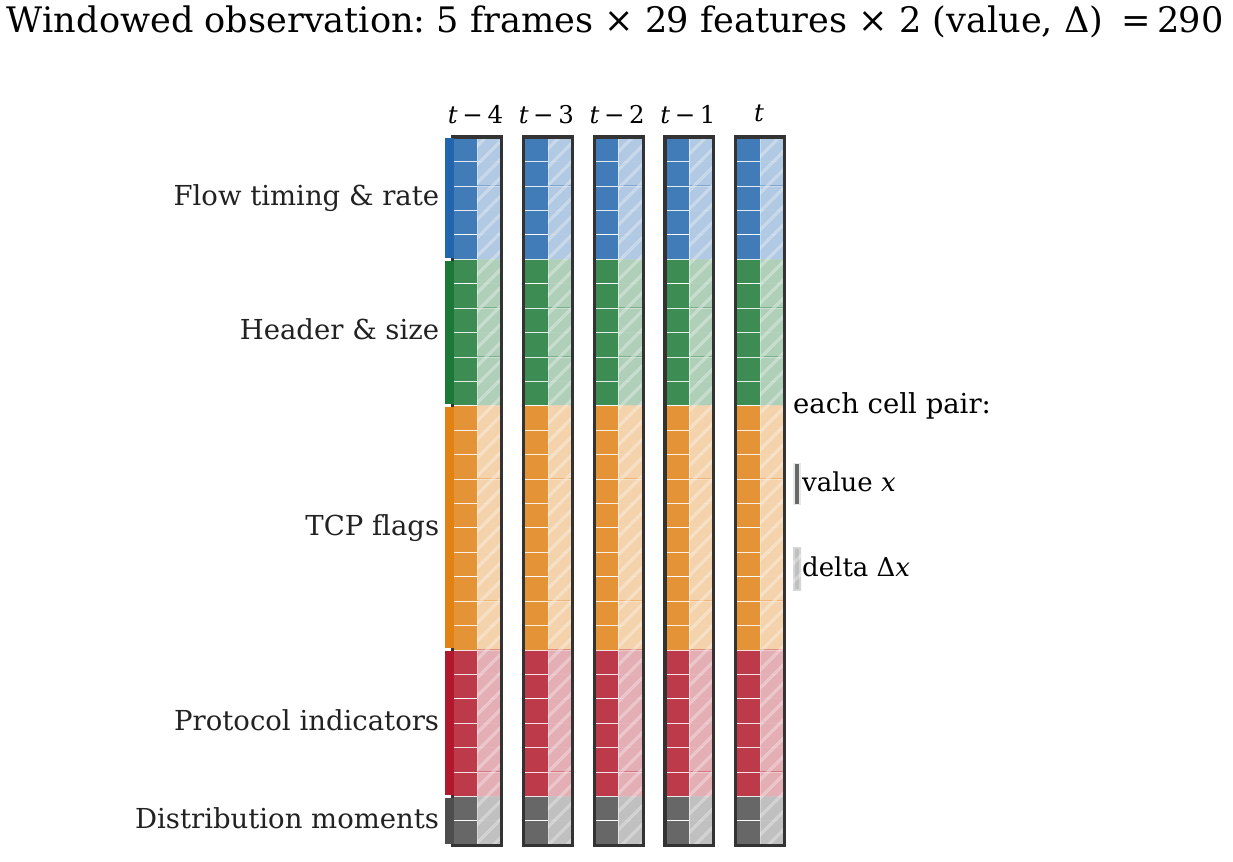 Windowed observation: 5 frames × 29 features × 2 (value, Δ) = 290
t − 4 t − 3 t − 2 t − 1 t
Flow timing & rate
Header & size
each cell pair:
value x
TCP flags
delta Δx
Protocol indicators
Distribution moments